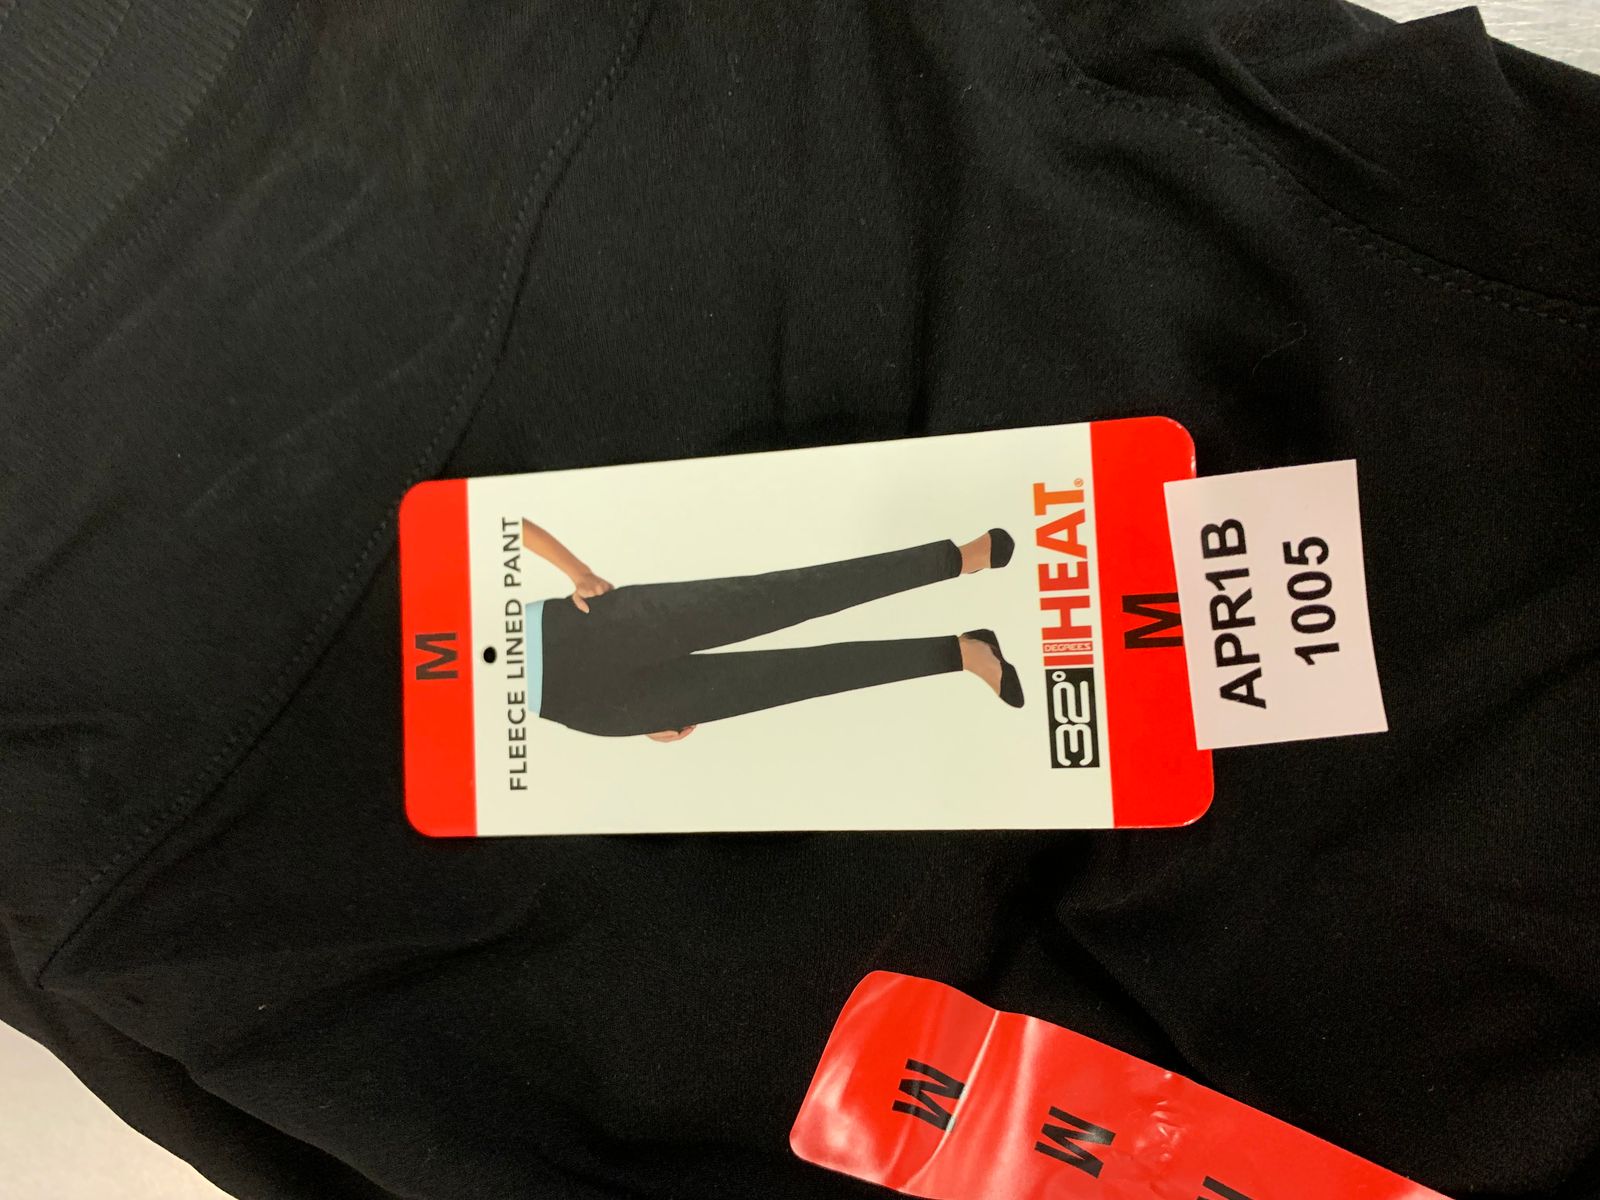 M
FLEECE LINED PANT
32° DEGREES HEAT®
M
APR1B
1005
M
M